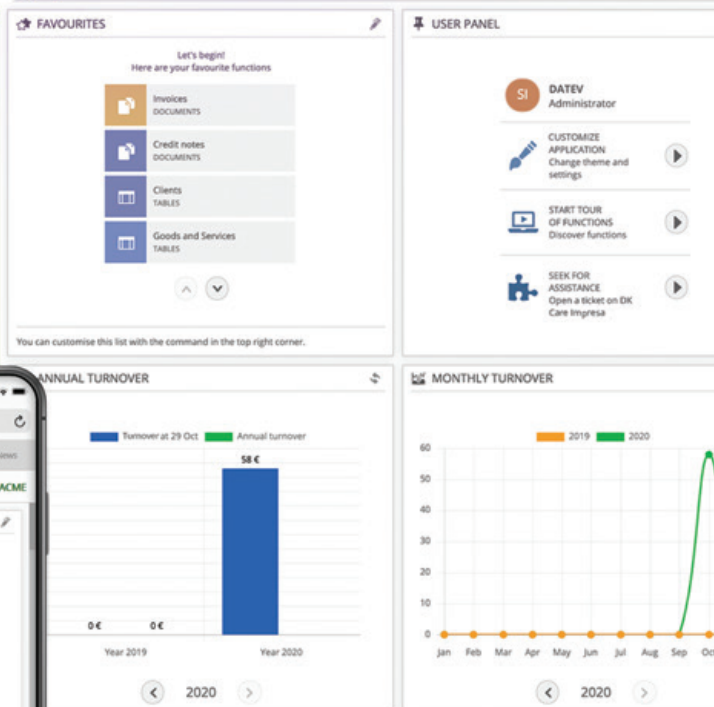 FAVOURITES
Let's begin!
Here are your favourite functions
Invoices
DOCUMENTS
Credit notes
DOCUMENTS
Clients
TABLES
Goods and Services
TABLES
You can customise this list with the command in the top right corner.
USER PANEL
SI
DATEV
Administrator
CUSTOMIZE
APPLICATION
Change theme and
settings
START TOUR
OF FUNCTIONS
Discover functions
SEEK FOR
ASSISTANCE
Open a ticket on DK
Care Impresa
ANNUAL TURNOVER
Turnover at 29 Oct Annual turnover
58 €
0 € 0 €
Year 2019 Year 2020
2020
MONTHLY TURNOVER
2019 2020
60
50
40
30
20
10
0
Jan Feb Mar Apr May Jun Jul Aug Sep Oct
2020
ACME